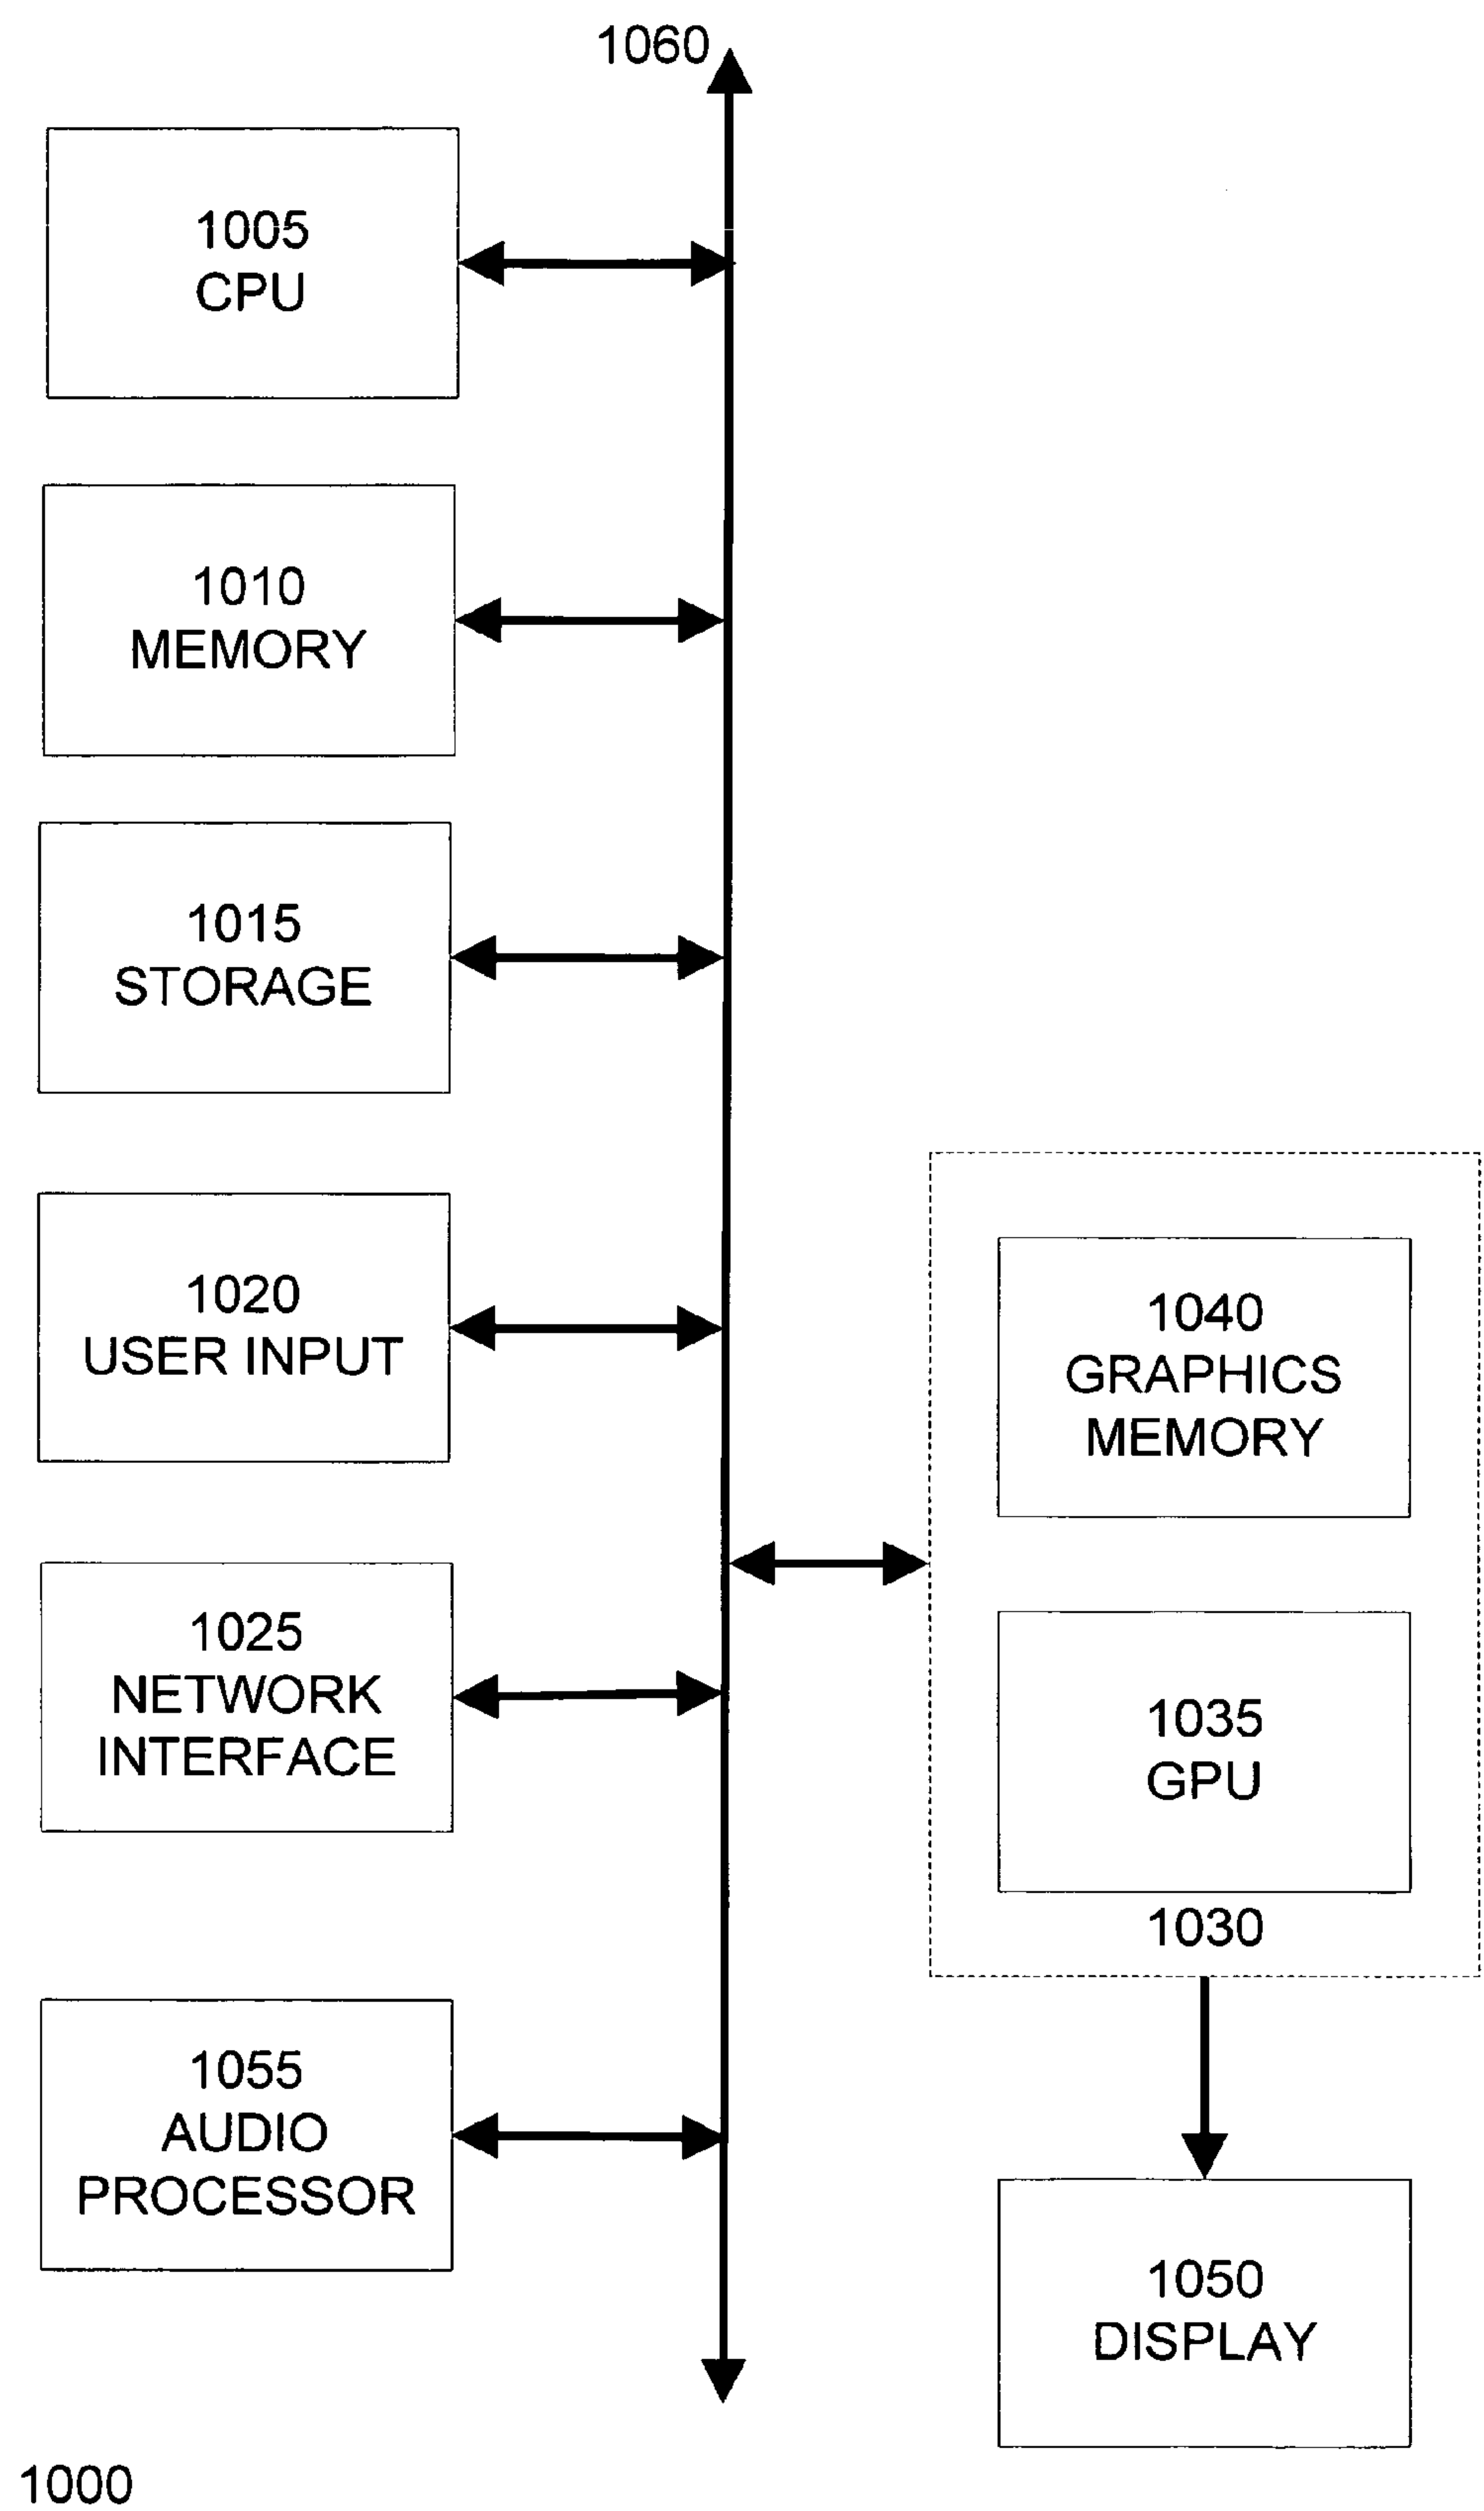 1060
1005
CPU
1010
MEMORY
1015
STORAGE
1020
USER INPUT
1025
NETWORK
INTERFACE
1055
AUDIO
PROCESSOR
1040
GRAPHICS
MEMORY
1035
GPU
1030
1050
DISPLAY
1000